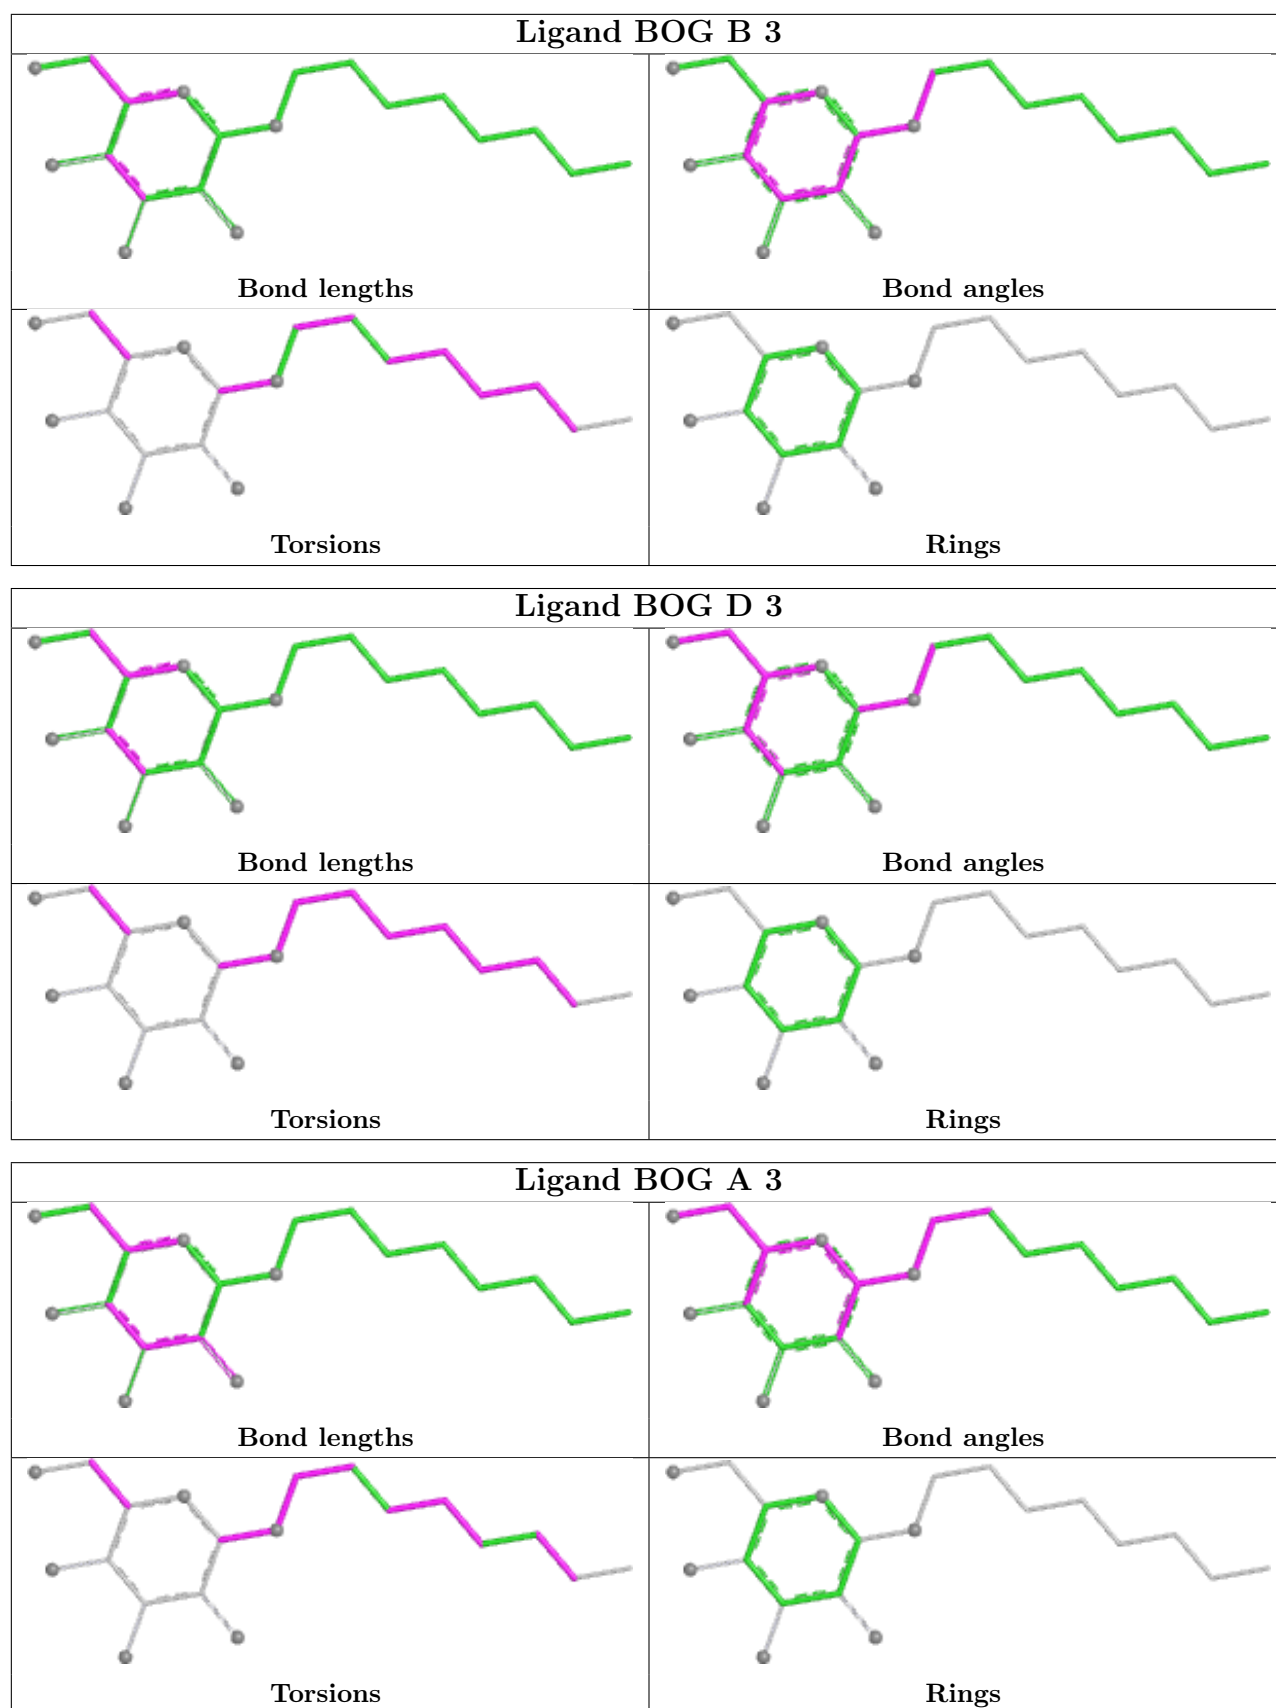 Ligand BOG B 3
Bond lengths
Bond angles
Torsions
Rings
Ligand BOG D 3
Bond lengths
Bond angles
Torsions
Rings
Ligand BOG A 3
Bond lengths
Bond angles
Torsions
Rings